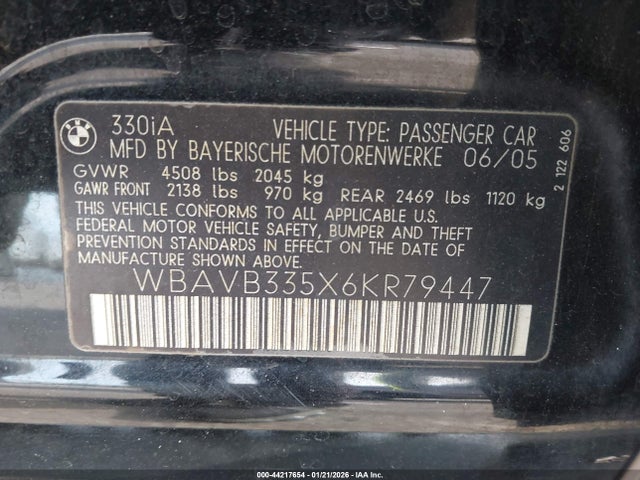 BMW
330iA VEHICLE TYPE: PASSENGER CAR
MFD BY BAYERISCHE MOTORENWERKE 06/05
GVWR 4508 lbs 2045 kg
GAWR FRONT 2138 lbs 970 kg REAR 2469 lbs 1120 kg
THIS VEHICLE CONFORMS TO ALL APPLICABLE U.S.
FEDERAL MOTOR VEHICLE SAFETY, BUMPER AND THEFT
PREVENTION STANDARDS IN EFFECT ON THE DATE OF
MANUFACTURE SHOWN ABOVE.
WBAVB335X6KR79447
2 122 606
000-44217654 - 01/21/2026 - IAA Inc.